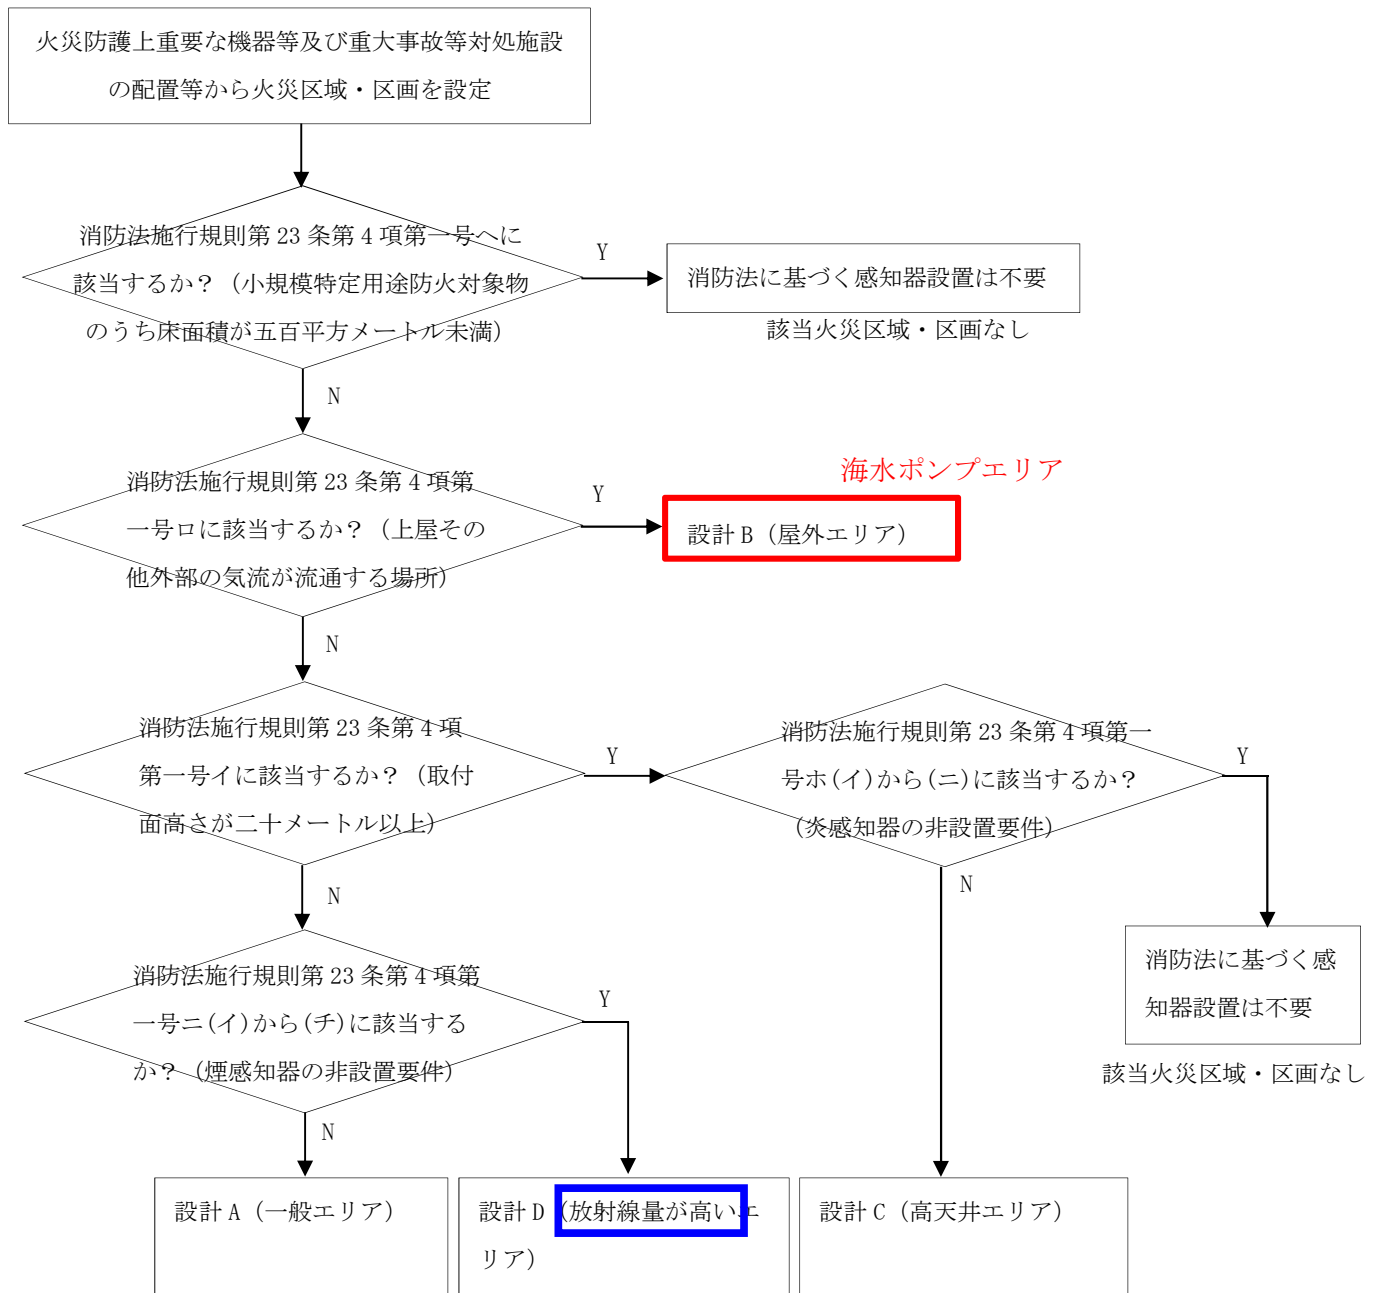 火災防護上重要な機器等及び重大事故等対処施設
の配置等から火災区域・区画を設定
消防法施行規則第 23 条第 4 項第一号ヘに
該当するか？（小規模特定用途防火対象物
のうち床面積が五百平方メートル未満）
Y
消防法に基づく感知器設置は不要
該当火災区域・区画なし
N
消防法施行規則第 23 条第 4 項第
一号ロに該当するか？（上屋その
他外部の気流が流通する場所）
Y
海水ポンプエリア
設計 B（屋外エリア）
N
消防法施行規則第 23 条第 4 項
第一号イに該当するか？（取付
面高さが二十メートル以上）
Y
消防法施行規則第 23 条第 4 項第一
号ホ(イ)から(ニ)に該当するか？
（炎感知器の非設置要件）
Y
N
消防法に基づく感
知器設置は不要
該当火災区域・区画なし
N
消防法施行規則第 23 条第 4 項第
一号ニ(イ)から(チ)に該当する
か？（煙感知器の非設置要件）
Y
N
設計 A（一般エリア）
設計 D（放射線量が高いエ
リア）
設計 C（高天井エリア）